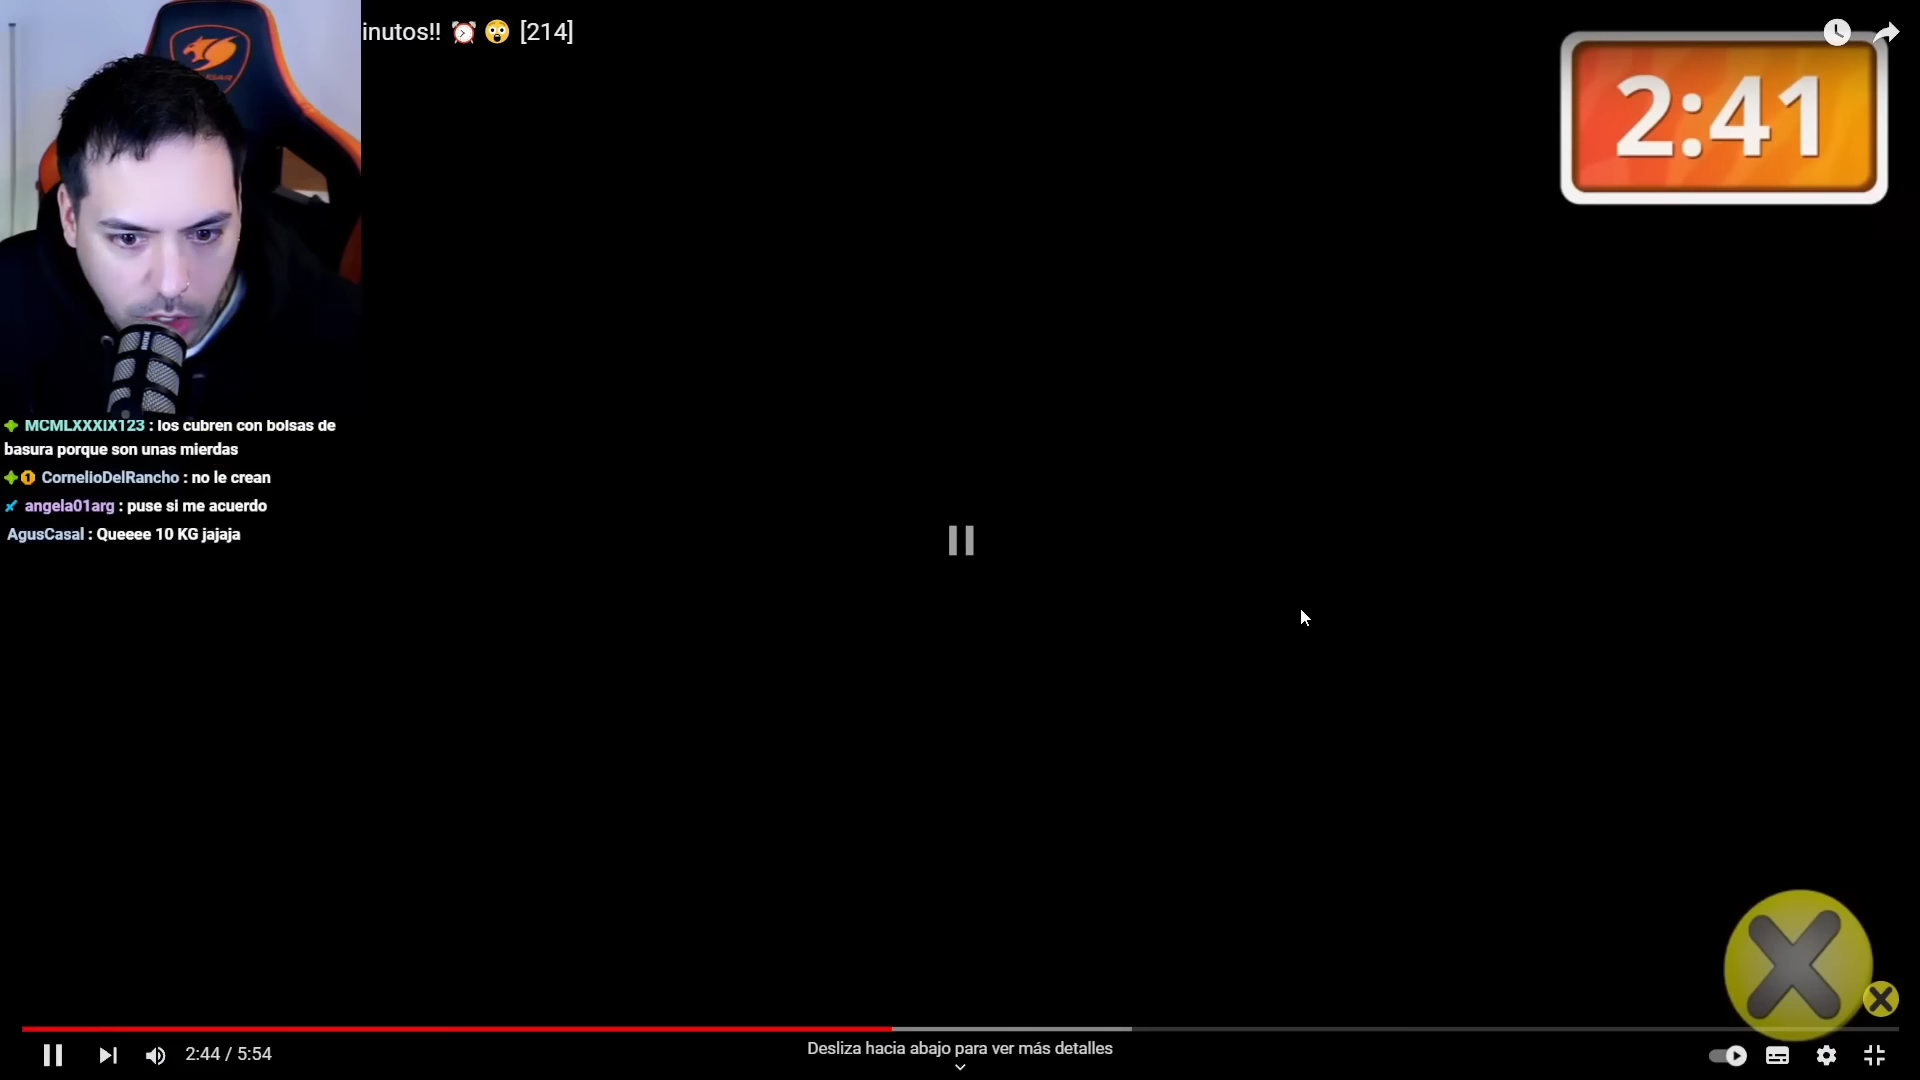 inutos!! ⏰ 😲 [214]
2:41
MCMLXXXIX123 : los cubren con bolsas de
basura porque son unas mierdas
CornelioDelRancho : no le crean
angela01arg : puse si me acuerdo
AgusCasal : Queeee 10 KG jajaja
2:44 / 5:54
Desliza hacia abajo para ver más detalles